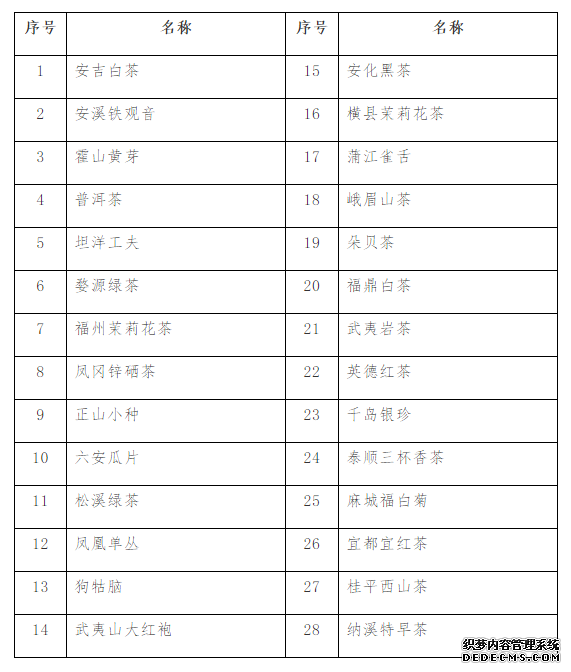 序号 名称 序号 名称
1 安吉白茶 15 安化黑茶
2 安溪铁观音 16 横县茉莉花茶
3 霍山黄芽 17 蒲江雀舌
4 普洱茶 18 峨眉山茶
5 坦洋工夫 19 朵贝茶
6 婺源绿茶 20 福鼎白茶
7 福州茉莉花茶 21 武夷岩茶
8 凤冈锌硒茶 22 英德红茶
9 正山小种 23 千岛银珍
10 六安瓜片 24 泰顺三杯香茶
11 松溪绿茶 25 麻城福白菊
12 凤凰单丛 26 宜都宜红茶
13 狗牯脑 27 桂平西山茶
14 武夷山大红袍 28 纳溪特早茶
织梦内容管理系统
DEDECMS.COM